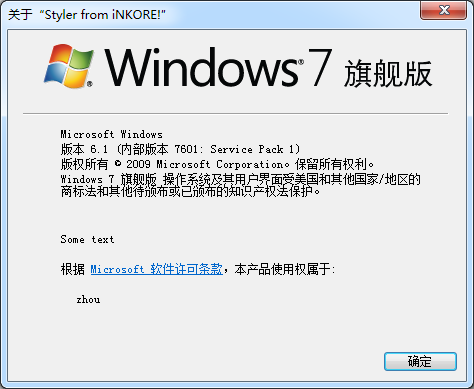 关于 “Styler from iNKORE!”
Windows® 7 旗舰版
Microsoft Windows
版本 6.1 (内部版本 7601: Service Pack 1)
版权所有 © 2009 Microsoft Corporation。保留所有权利。
Windows 7 旗舰版 操作系统及其用户界面受美国和其他国家/地区的
商标法和其他待颁布或已颁布的知识产权法保护。
Some text
根据 Microsoft 软件许可条款，本产品使用权属于:
zhou
确定